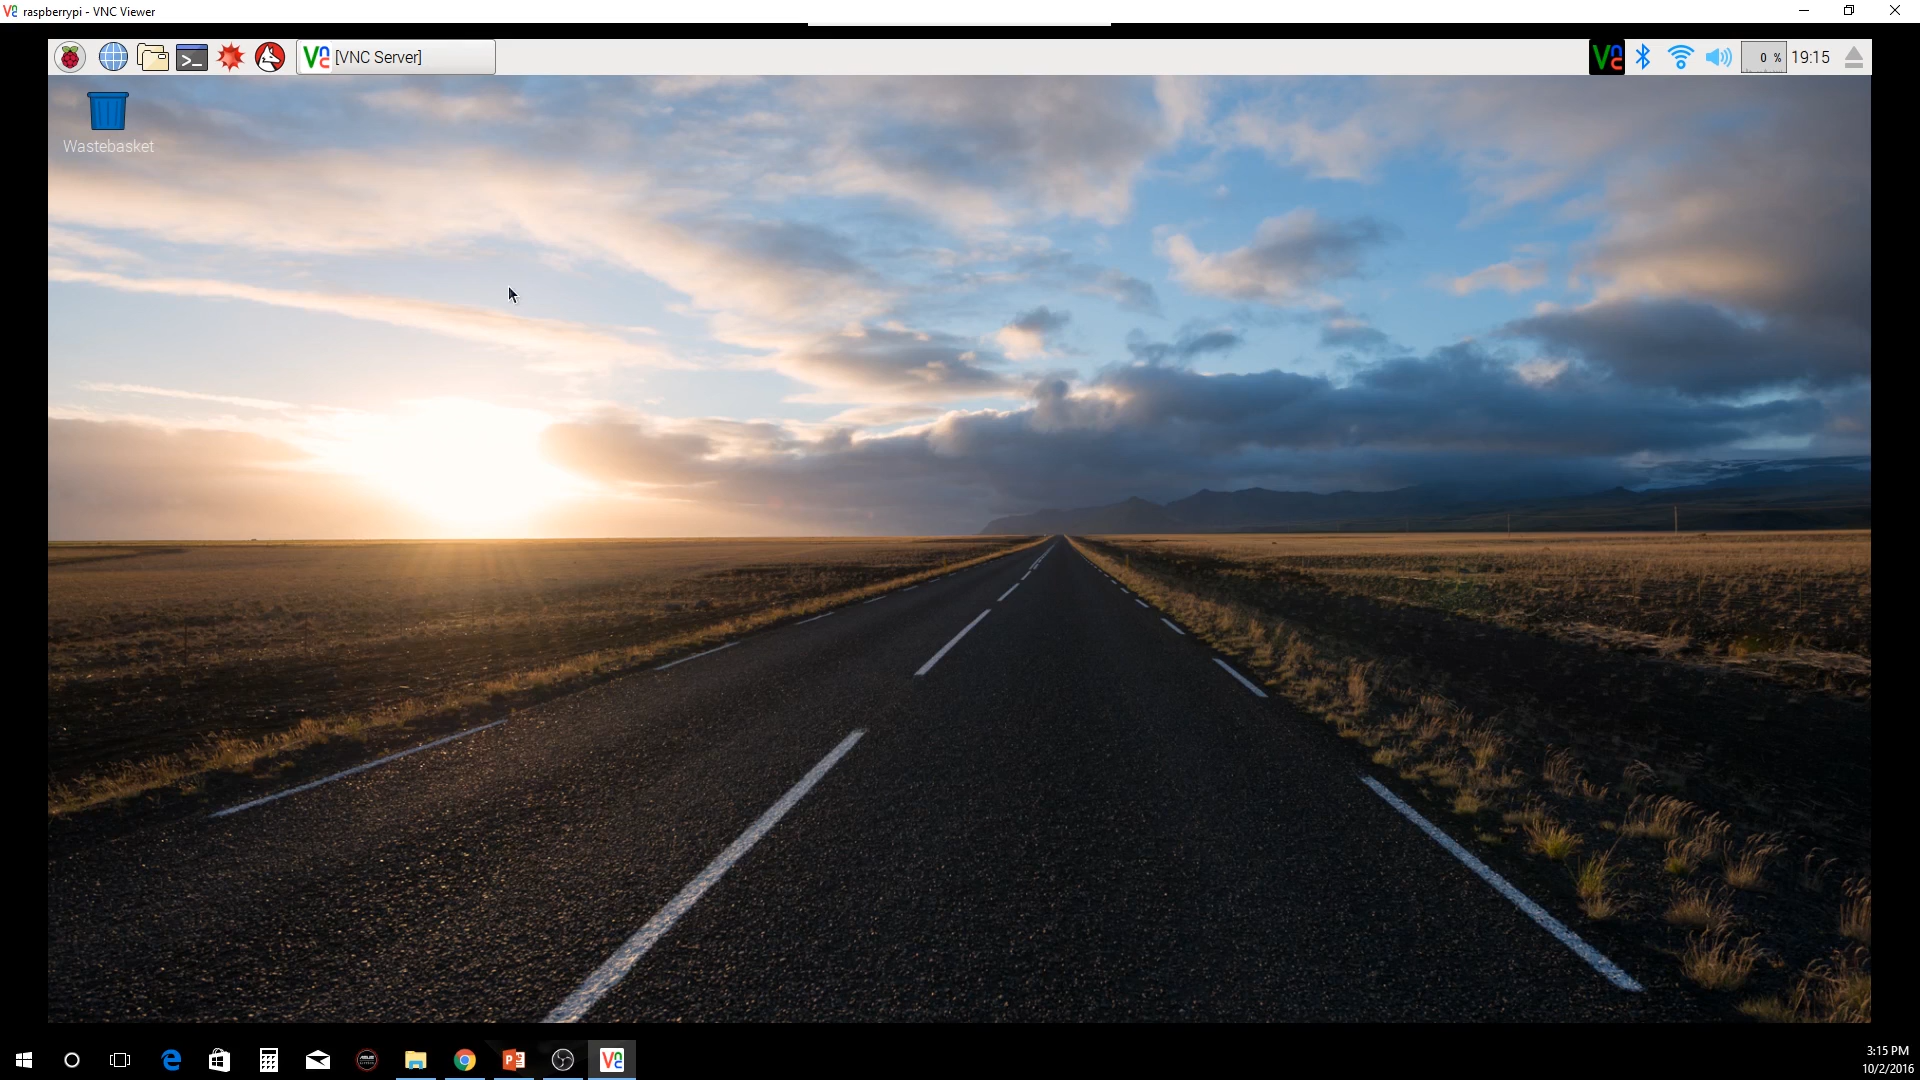 raspberrypi - VNC Viewer
[VNC Server]
0 %
19:15
Wastebasket
3:15 PM
10/2/2016